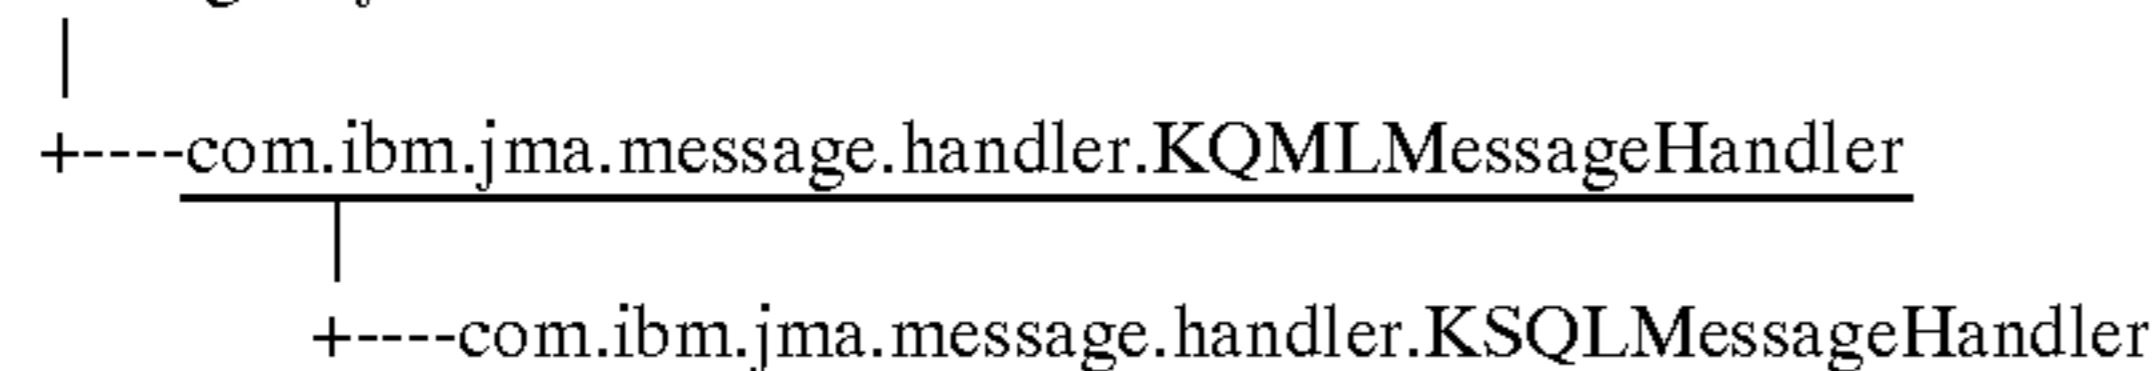 |
+----com.ibm.jma.message.handler.KQMLMessageHandler
|
+----com.ibm.jma.message.handler.KSQLMessageHandler